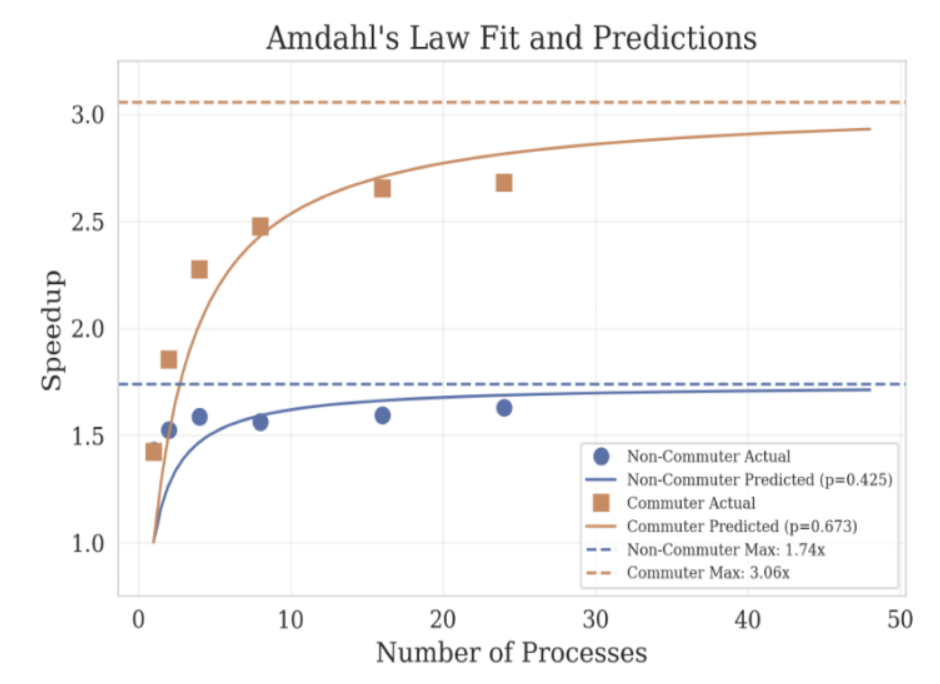 Amdahl's Law Fit and Predictions
3.0
2.5
2.0
1.5
1.0
Speedup
Non-Commuter Actual
Non-Commuter Predicted (p=0.425)
Commuter Actual
Commuter Predicted (p=0.673)
Non-Commuter Max: 1.74x
Commuter Max: 3.06x
0 10 20 30 40 50
Number of Processes